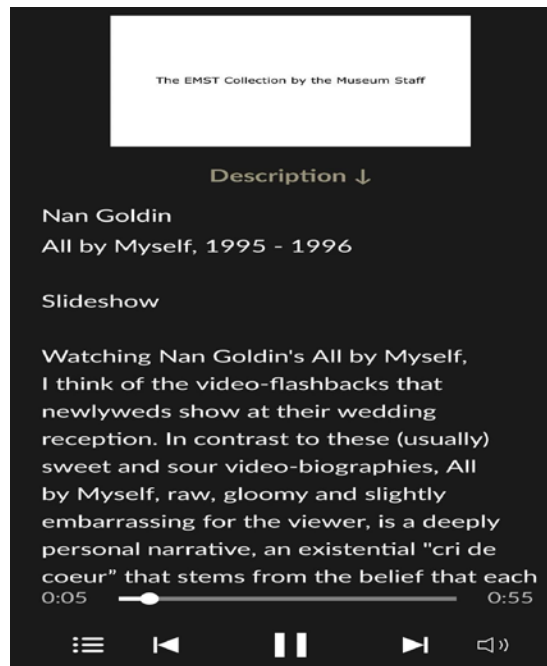 The EMST Collection by the Museum Staff
Description ↓
Nan Goldin
All by Myself, 1995 - 1996
Slideshow
Watching Nan Goldin's All by Myself,
I think of the video-flashbacks that
newlyweds show at their wedding
reception. In contrast to these (usually)
sweet and sour video-biographies, All
by Myself, raw, gloomy and slightly
embarrassing for the viewer, is a deeply
personal narrative, an existential "cri de
coeur” that stems from the belief that each
0:05 0:55